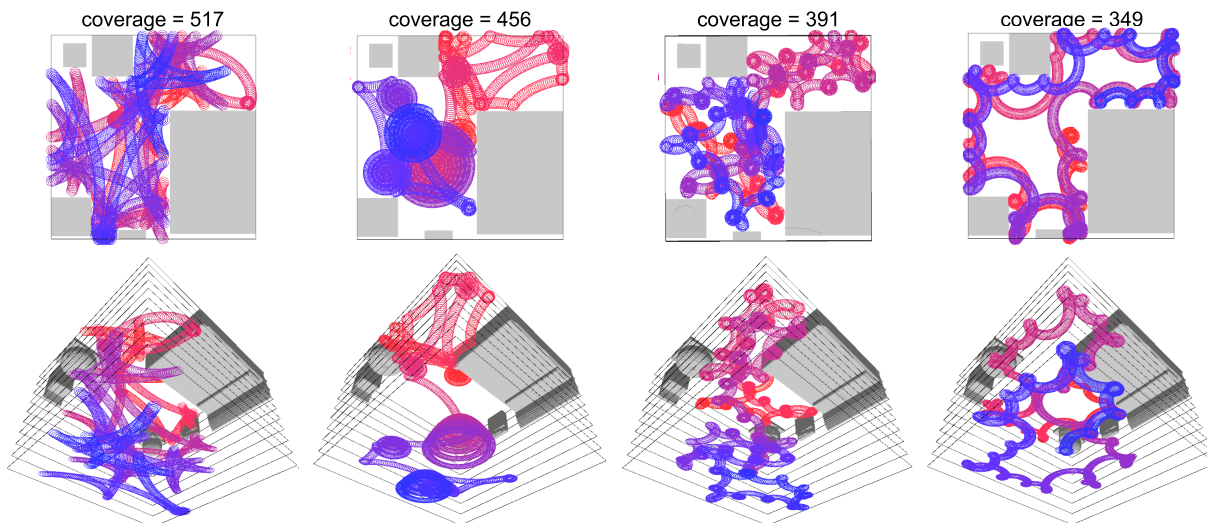 coverage = 517
coverage = 456
coverage = 391
coverage = 349